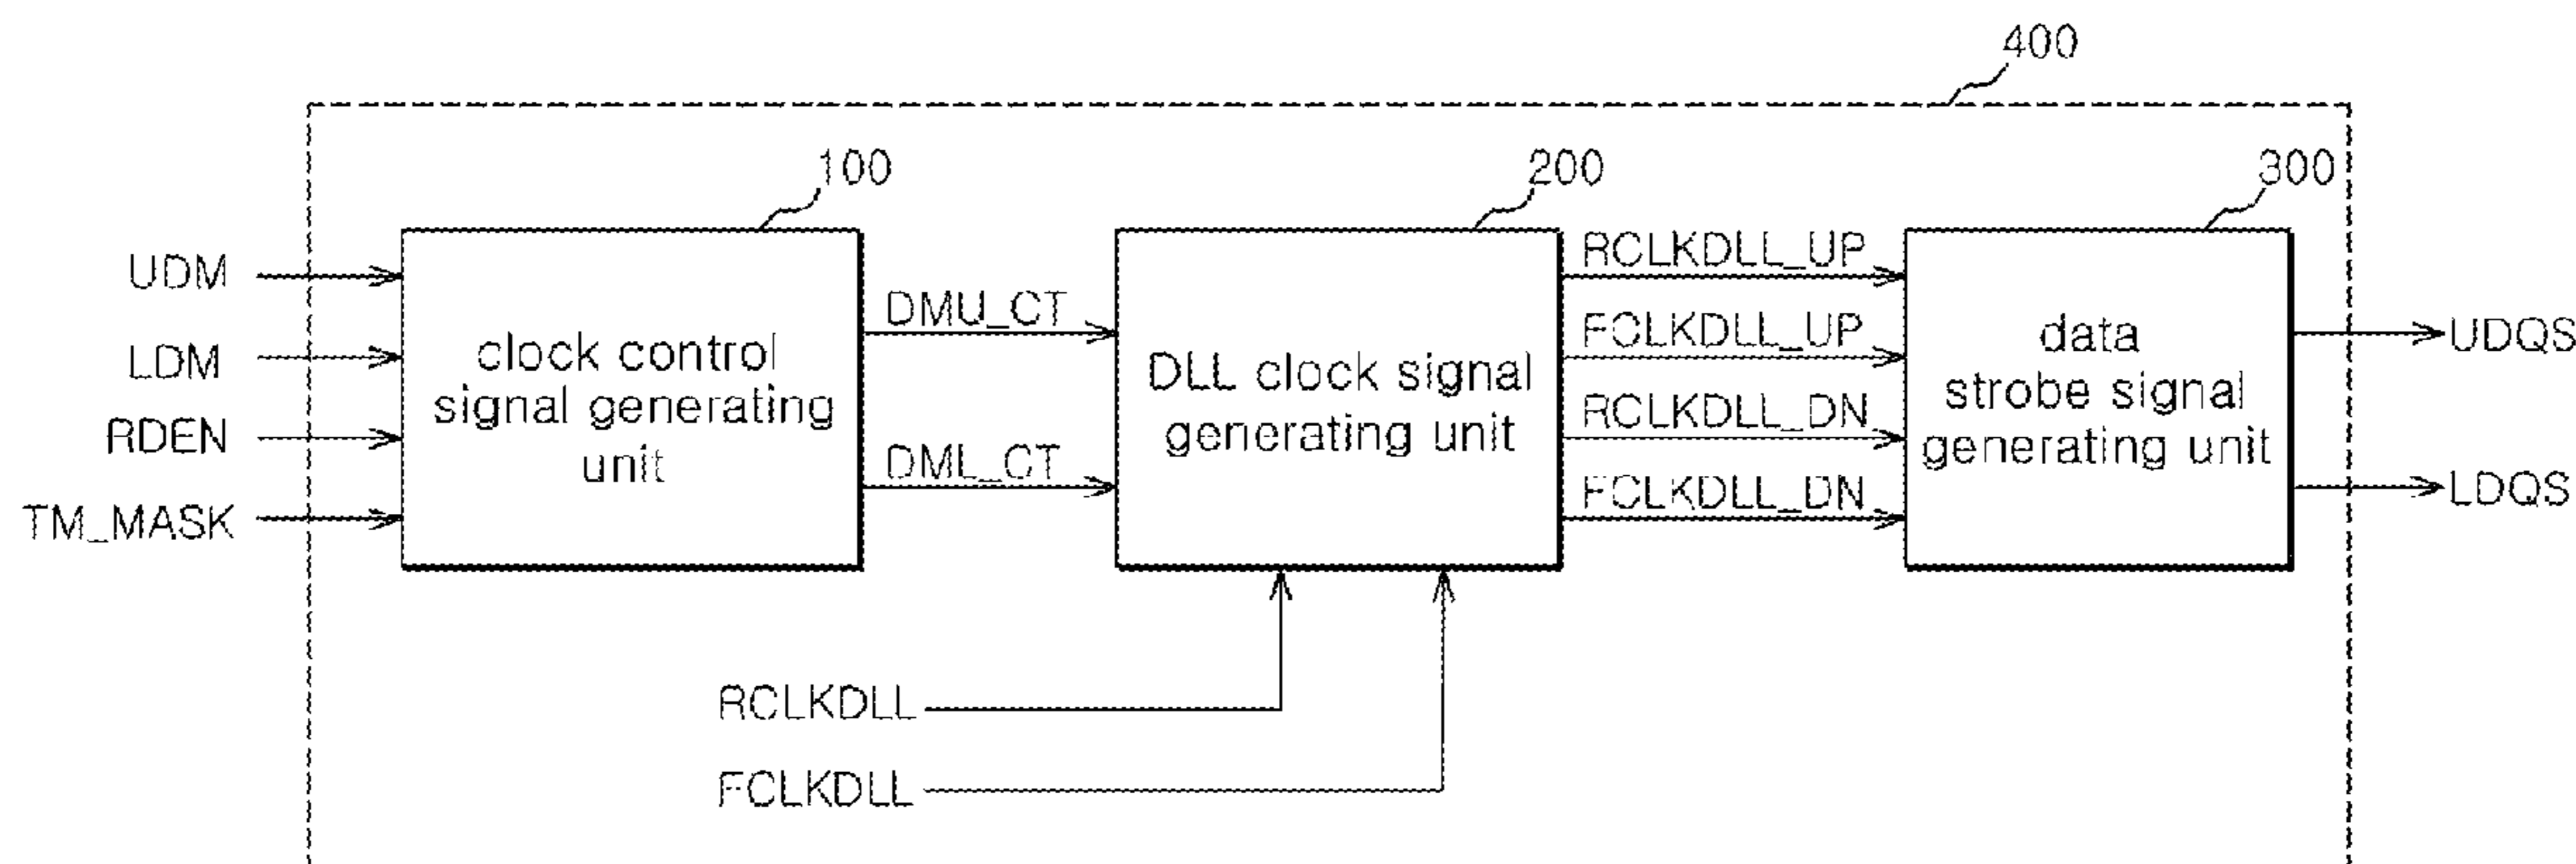 400
100
200
300
UDM
LDM
RDEN
TM_MASK
clock control
signal generating
unit
DMU_CT
DML_CT
DLL clock signal
generating unit
RCLKDLL_UP
FCLKDLL_UP
RCLKDLL_DN
FCLKDLL_DN
data
strobe signal
generating unit
UDQS
LDQS
RCLKDLL
FCLKDLL